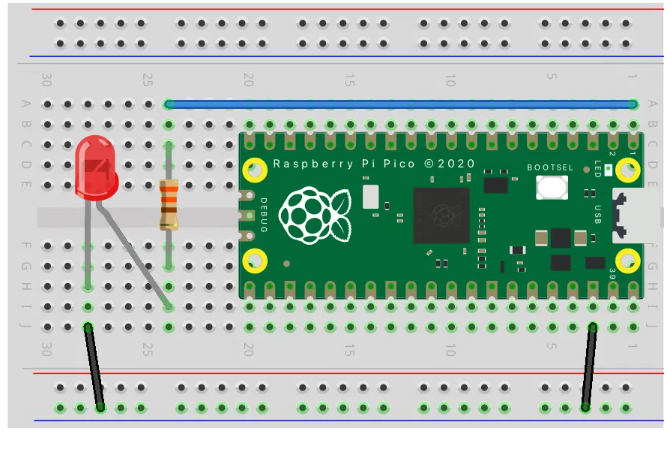 30 25 20 15 10 5 1
A A
B B
C C
D D
E E
Raspberry Pi Pico ©2020
BOOTSEL
LED
2
1
DEBUG
USB
39
F F
G G
H H
I I
J J
30 25 20 15 10 5 1